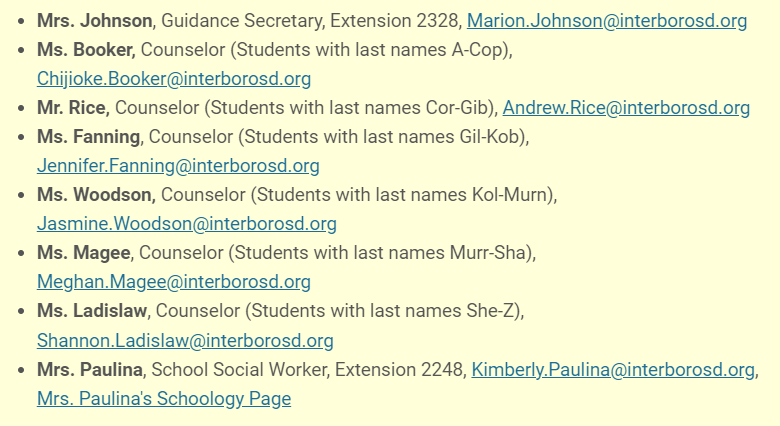 • Mrs. Johnson, Guidance Secretary, Extension 2328, Marion.Johnson@interborosd.org
• Ms. Booker, Counselor (Students with last names A-Cop),
Chijioke.Booker@interborosd.org
• Mr. Rice, Counselor (Students with last names Cor-Gib), Andrew.Rice@interborosd.org
• Ms. Fanning, Counselor (Students with last names Gil-Kob),
Jennifer.Fanning@interborosd.org
• Ms. Woodson, Counselor (Students with last names Kol-Murn),
Jasmine.Woodson@interborosd.org
• Ms. Magee, Counselor (Students with last names Murr-Sha),
Meghan.Magee@interborosd.org
• Ms. Ladislaw, Counselor (Students with last names She-Z),
Shannon.Ladislaw@interborosd.org
• Mrs. Paulina, School Social Worker, Extension 2248, Kimberly.Paulina@interborosd.org,
Mrs. Paulina's Schoology Page